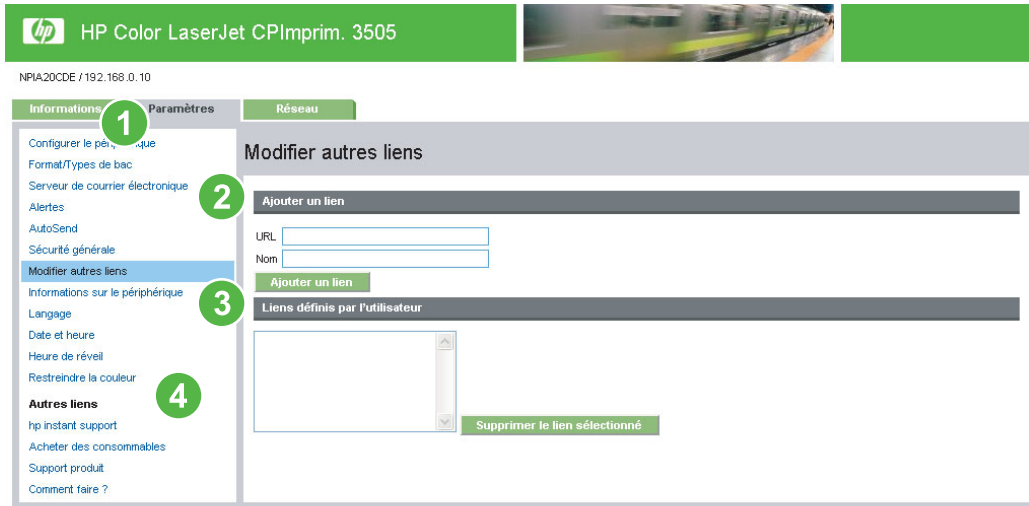 hp
HP Color LaserJet CPImprim. 3505
NPIA20CDE / 192.168.0.10
Informations
Paramètres
Réseau
1
Configurer le périphérique
Format/Types de bac
Serveur de courrier électronique
Alertes
AutoSend
Sécurité générale
Modifier autres liens
Informations sur le périphérique
Langage
Date et heure
Heure de réveil
Restreindre la couleur
4
Autres liens
hp instant support
Acheter des consommables
Support produit
Comment faire ?
Modifier autres liens
2
Ajouter un lien
URL
Nom
Ajouter un lien
3
Liens définis par l'utilisateur
Supprimer le lien sélectionné